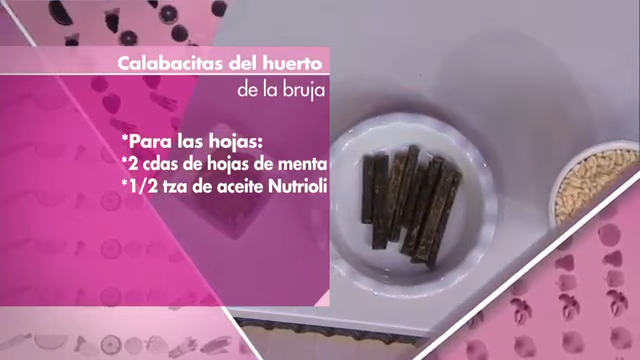 Calabacitas del huerto
de la bruja
*Para las hojas:
*2 cdas de hojas de menta
*1/2 tza de aceite Nutrioli